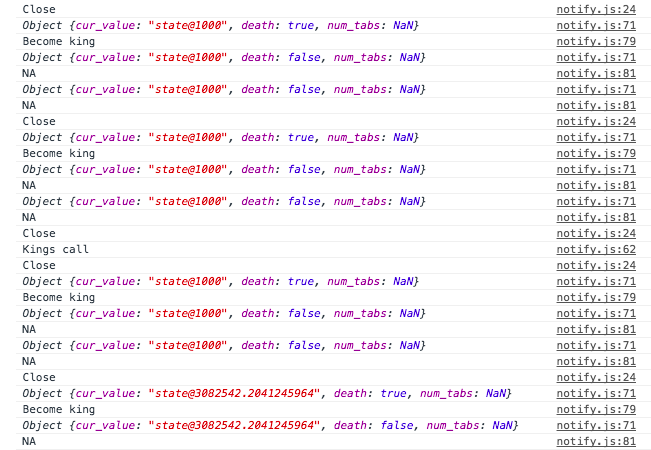 Close notify.js:24
Object {cur_value: "state@1000", death: true, num_tabs: NaN} notify.js:71
Become king notify.js:79
Object {cur_value: "state@1000", death: false, num_tabs: NaN} notify.js:71
NA notify.js:81
Object {cur_value: "state@1000", death: false, num_tabs: NaN} notify.js:71
NA notify.js:81
Close notify.js:24
Object {cur_value: "state@1000", death: true, num_tabs: NaN} notify.js:71
Become king notify.js:79
Object {cur_value: "state@1000", death: false, num_tabs: NaN} notify.js:71
NA notify.js:81
Object {cur_value: "state@1000", death: false, num_tabs: NaN} notify.js:71
NA notify.js:81
Close notify.js:24
Kings call notify.js:62
Close notify.js:24
Object {cur_value: "state@1000", death: true, num_tabs: NaN} notify.js:71
Become king notify.js:79
Object {cur_value: "state@1000", death: false, num_tabs: NaN} notify.js:71
NA notify.js:81
Object {cur_value: "state@1000", death: false, num_tabs: NaN} notify.js:71
NA notify.js:81
Close notify.js:24
Object {cur_value: "state@3082542.2041245964", death: true, num_tabs: NaN} notify.js:71
Become king notify.js:79
Object {cur_value: "state@3082542.2041245964", death: false, num_tabs: NaN} notify.js:71
NA notify.js:81